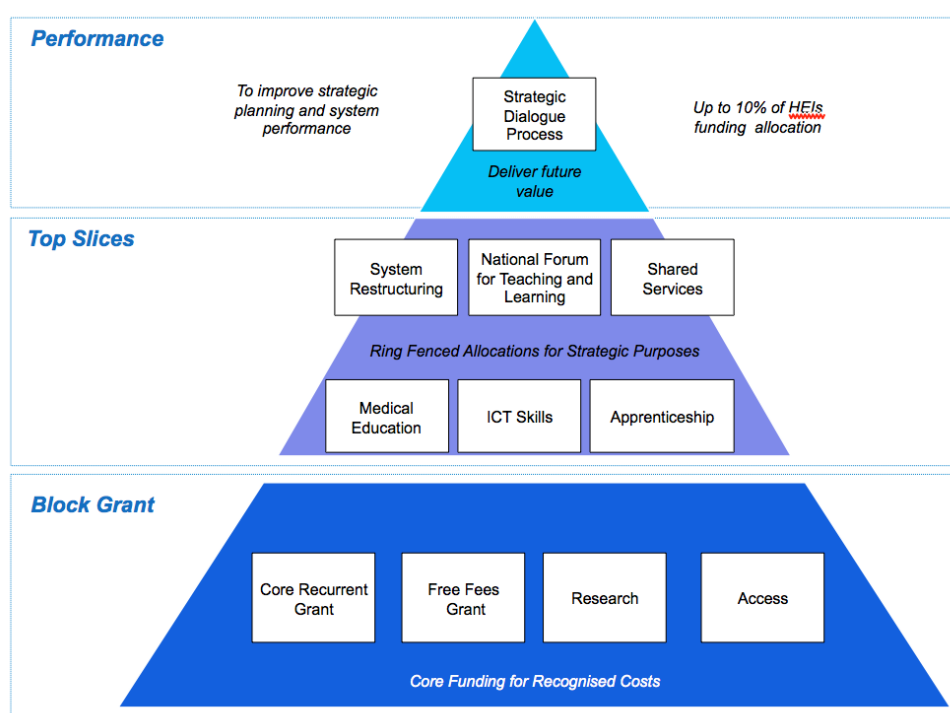 Performance
To improve strategic
planning and system
performance
Strategic
Dialogue
Process
Up to 10% of HEIs
funding allocation
Deliver future
value
Top Slices
System
Restructuring
National Forum
for Teaching and
Learning
Shared
Services
Ring Fenced Allocations for Strategic Purposes
Medical
Education
ICT Skills
Apprenticeship
Block Grant
Core Recurrent
Grant
Free Fees
Grant
Research
Access
Core Funding for Recognised Costs